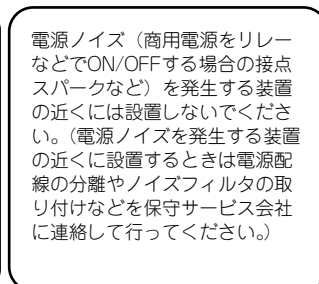 電源ノイズ（商用電源をリレー
などでON/OFFする場合の接点
スパークなど）を発生する装置
の近くには設置しないでくださ
い。（電源ノイズを発生する装置
の近くに設置するときは電源配
線の分離やノイズフィルタの取
り付けなどを保守サービス会社
に連絡して行ってください。）